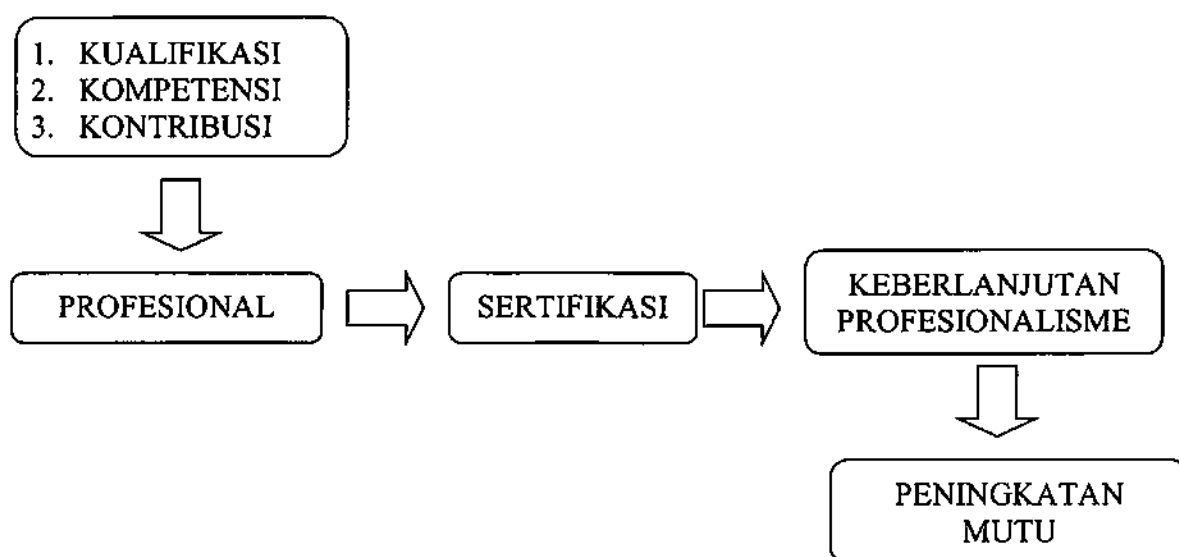 1. KUALIFIKASI
2. KOMPETENSI
3. KONTRIBUSI
PROFESIONAL
SERTIFIKASI
KEBERLANJUTAN
PROFESIONALISME
PENINGKATAN
MUTU